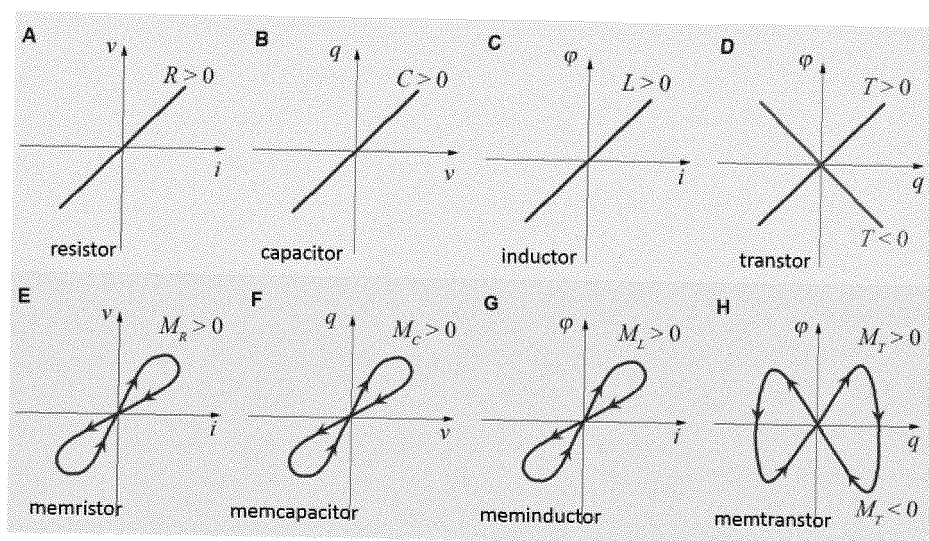 A
v
R > 0
i
resistor
B
q
C > 0
v
capacitor
C
φ
L > 0
i
inductor
D
φ
T > 0
q
T < 0
transtor
E
v
M_R > 0
i
memristor
F
q
M_C > 0
v
memcapacitor
G
φ
M_L > 0
i
meminductor
H
φ
M_T > 0
q
M_T < 0
memtranstor